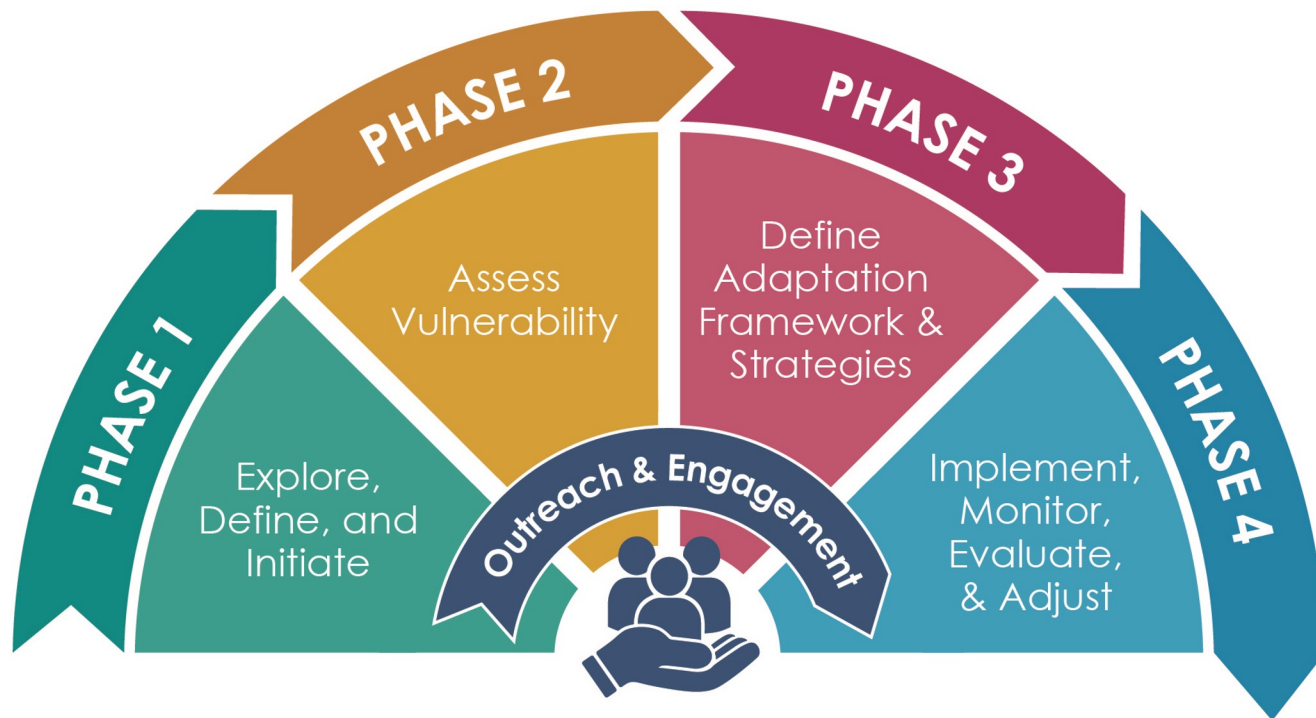 PHASE 1
Explore,
Define, and
Initiate
PHASE 2
Assess
Vulnerability
PHASE 3
Define
Adaptation
Framework &
Strategies
PHASE 4
Implement,
Monitor,
Evaluate,
& Adjust
Outreach & Engagement